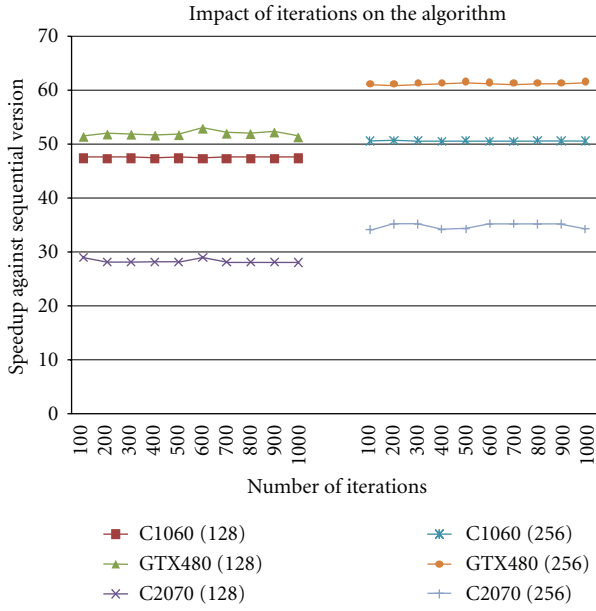 Impact of iterations on the algorithm
Speedup against sequential version
70
60
50
40
30
20
10
0
100 200 300 400 500 600 700 800 900 1000
100 200 300 400 500 600 700 800 900 1000
Number of iterations
C1060 (128)
GTX480 (128)
C2070 (128)
C1060 (256)
GTX480 (256)
C2070 (256)